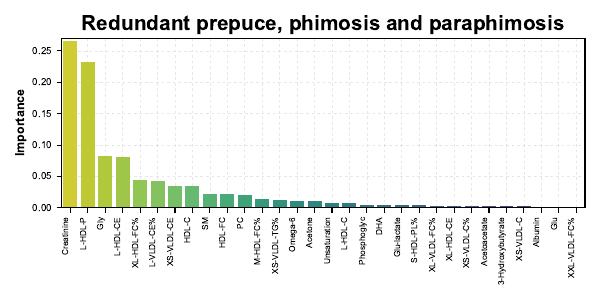 Redundant prepuce, phimosis and paraphimosis
Importance
0.25
0.20
0.15
0.10
0.05
0.00
Creatinine
L-HDL-P
Gly
L-HDL-CE
XL-HDL-FC%
L-VLDL-CE%
XS-VLDL-CE
HDL-C
SM
HDL-FC
PC
M-HDL-FC%
XS-VLDL-TG%
Omega-6
Acetone
Unsaturation
L-HDL-C
Phosphoglyc
DHA
Glu-lactate
S-HDL-PL%
XL-VLDL-FC%
XL-HDL-CE
XS-VLDL-C%
Acetoacetate
3-Hydroxybutyrate
XS-VLDL-C
Albumin
Glu
XXL-VLDL-FC%